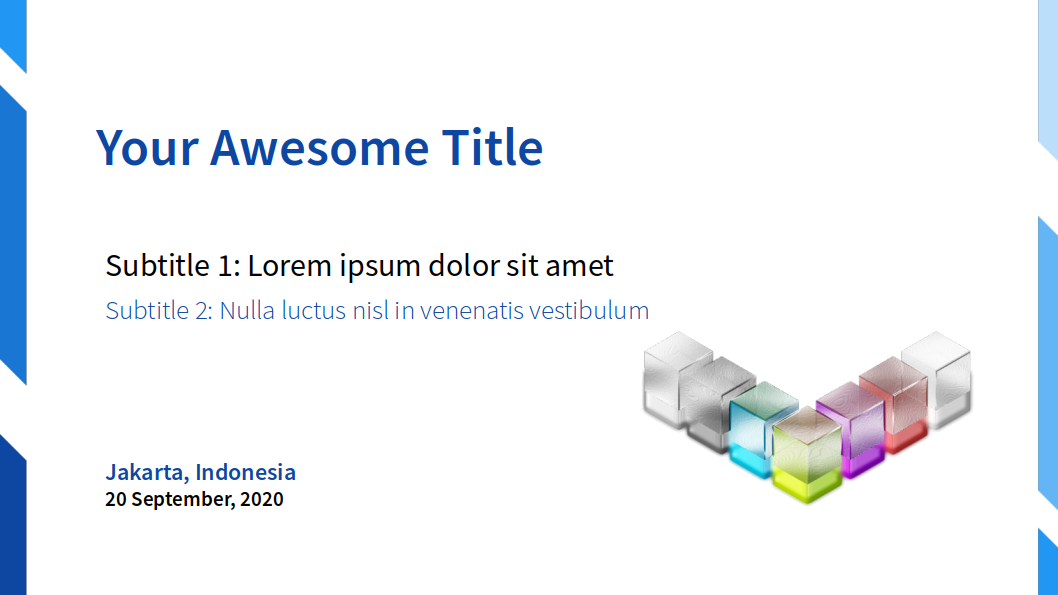 Your Awesome Title
Subtitle 1: Lorem ipsum dolor sit amet
Subtitle 2: Nulla luctus nisl in venenatis vestibulum
Jakarta, Indonesia
20 September, 2020